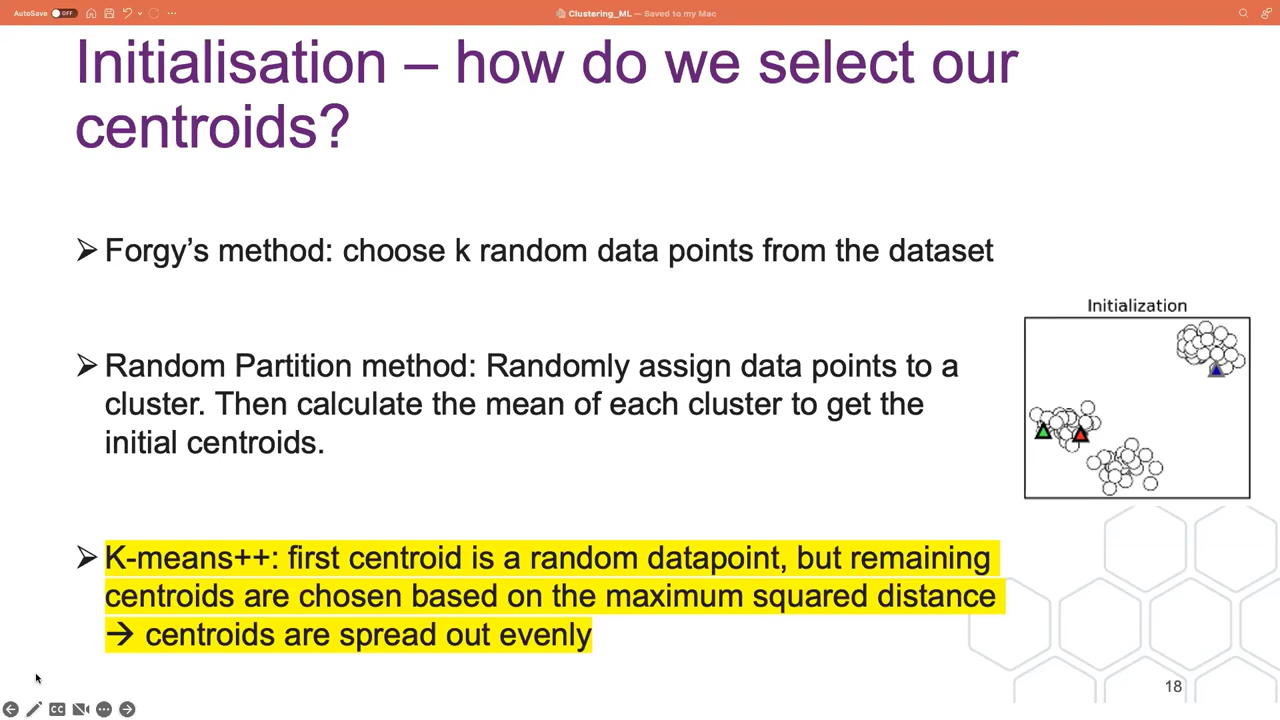 AutoSave OFF
Clustering_ML — Saved to my Mac
Initialisation – how do we select our
centroids?
➢ Forgy’s method: choose k random data points from the dataset
Initialization
➢ Random Partition method: Randomly assign data points to a
cluster. Then calculate the mean of each cluster to get the
initial centroids.
➢ K-means++: first centroid is a random datapoint, but remaining
centroids are chosen based on the maximum squared distance
→ centroids are spread out evenly
18
CC